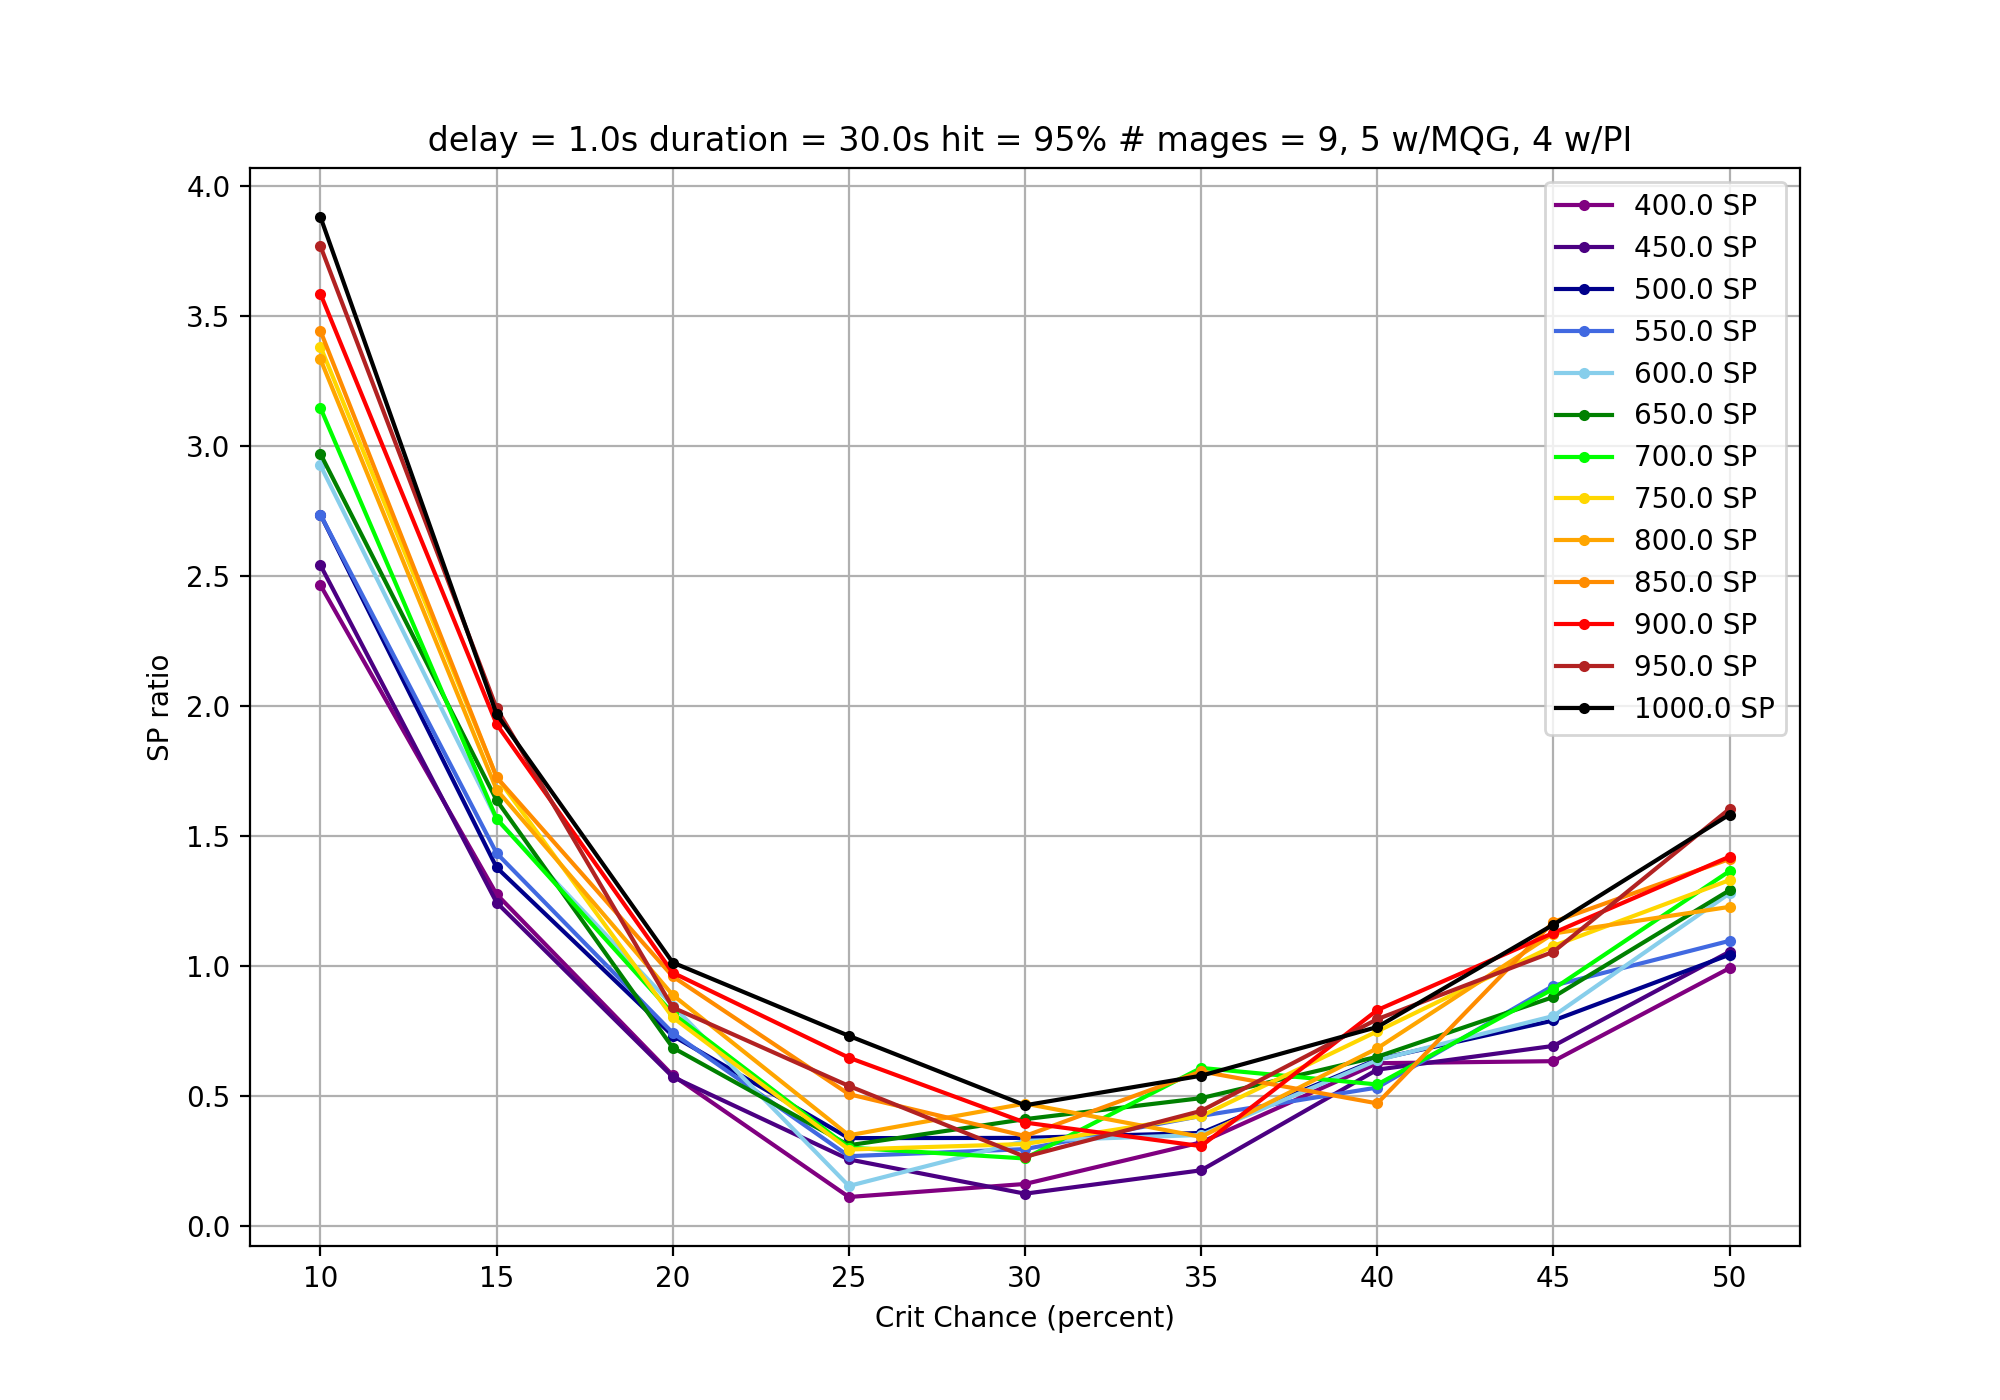 delay = 1.0s duration = 30.0s hit = 95% # mages = 9, 5 w/MQG, 4 w/PI
4.0
3.5
3.0
2.5
2.0
1.5
1.0
0.5
0.0
SP ratio
400.0 SP
450.0 SP
500.0 SP
550.0 SP
600.0 SP
650.0 SP
700.0 SP
750.0 SP
800.0 SP
850.0 SP
900.0 SP
950.0 SP
1000.0 SP
10 15 20 25 30 35 40 45 50
Crit Chance (percent)